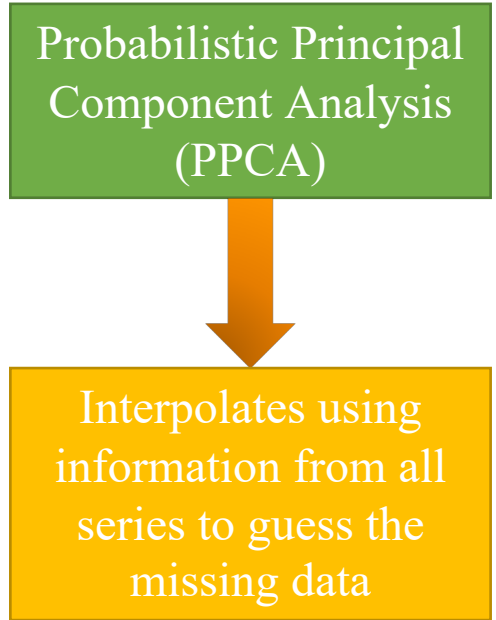 Probabilistic Principal
Component Analysis
(PPCA)
Interpolates using
information from all
series to guess the
missing data